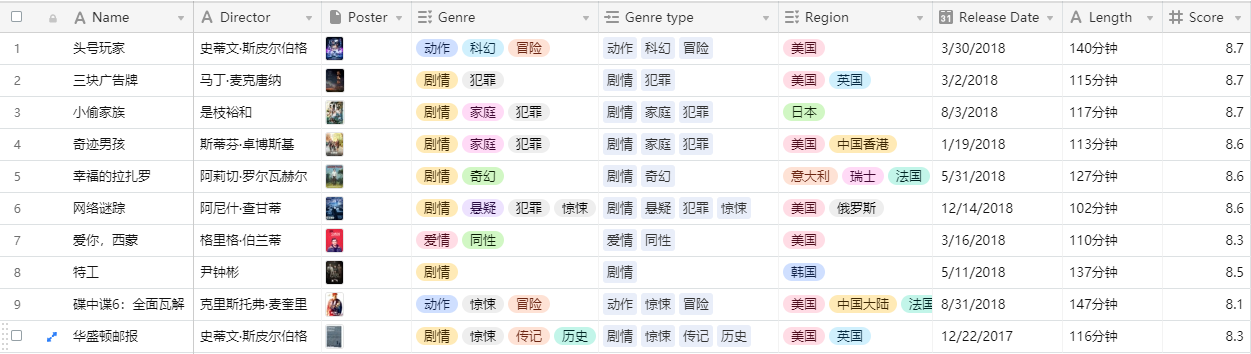 Name Director Poster Genre Genre type Region Release Date Length Score
1 头号玩家 史蒂文·斯皮尔伯格 动作 科幻 冒险 动作 科幻 冒险 美国 3/30/2018 140分钟 8.7
2 三块广告牌 马丁·麦克唐纳 剧情 犯罪 剧情 犯罪 美国 英国 3/2/2018 115分钟 8.7
3 小偷家族 是枝裕和 剧情 家庭 犯罪 剧情 家庭 犯罪 日本 8/3/2018 117分钟 8.7
4 奇迹男孩 斯蒂芬·卓博斯基 剧情 家庭 犯罪 剧情 家庭 犯罪 美国 中国香港 1/19/2018 113分钟 8.6
5 幸福的拉扎罗 阿莉切·罗尔瓦赫尔 剧情 奇幻 剧情 奇幻 意大利 瑞士 法国 5/31/2018 127分钟 8.6
6 网络谜踪 阿尼什·查甘蒂 剧情 悬疑 犯罪 惊悚 剧情 悬疑 犯罪 惊悚 美国 俄罗斯 12/14/2018 102分钟 8.6
7 爱你，西蒙 格里格·伯兰蒂 爱情 同性 爱情 同性 美国 3/16/2018 110分钟 8.3
8 特工 尹钟彬 剧情 剧情 韩国 5/11/2018 137分钟 8.5
9 碟中谍6：全面瓦解 克里斯托弗·麦奎里 动作 惊悚 冒险 动作 惊悚 冒险 美国 中国大陆 法国 8/31/2018 147分钟 8.1
华盛顿邮报 史蒂文·斯皮尔伯格 剧情 惊悚 传记 历史 剧情 惊悚 传记 历史 美国 英国 12/22/2017 116分钟 8.3